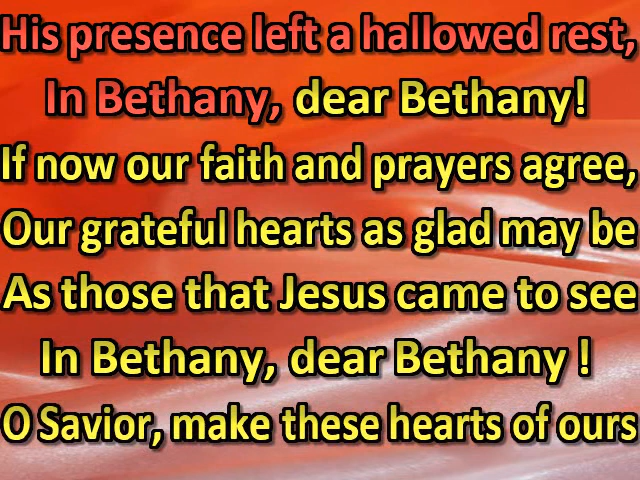 His presence left a hallowed rest,
In Bethany, dear Bethany!
If now our faith and prayers agree,
Our grateful hearts as glad may be
As those that Jesus came to see
In Bethany, dear Bethany !
O Savior, make these hearts of ours